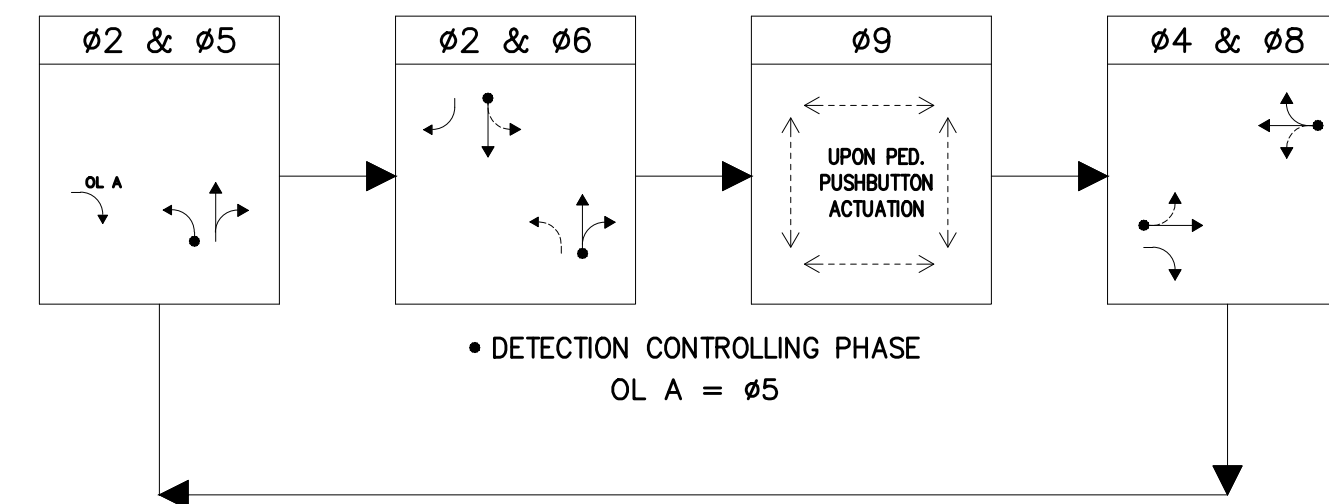 ø2 & ø5
ø2 & ø6
ø9
ø4 & ø8
OL A
UPON PED.
PUSHBUTTON
ACTUATION
• DETECTION CONTROLLING PHASE
OL A = ø5